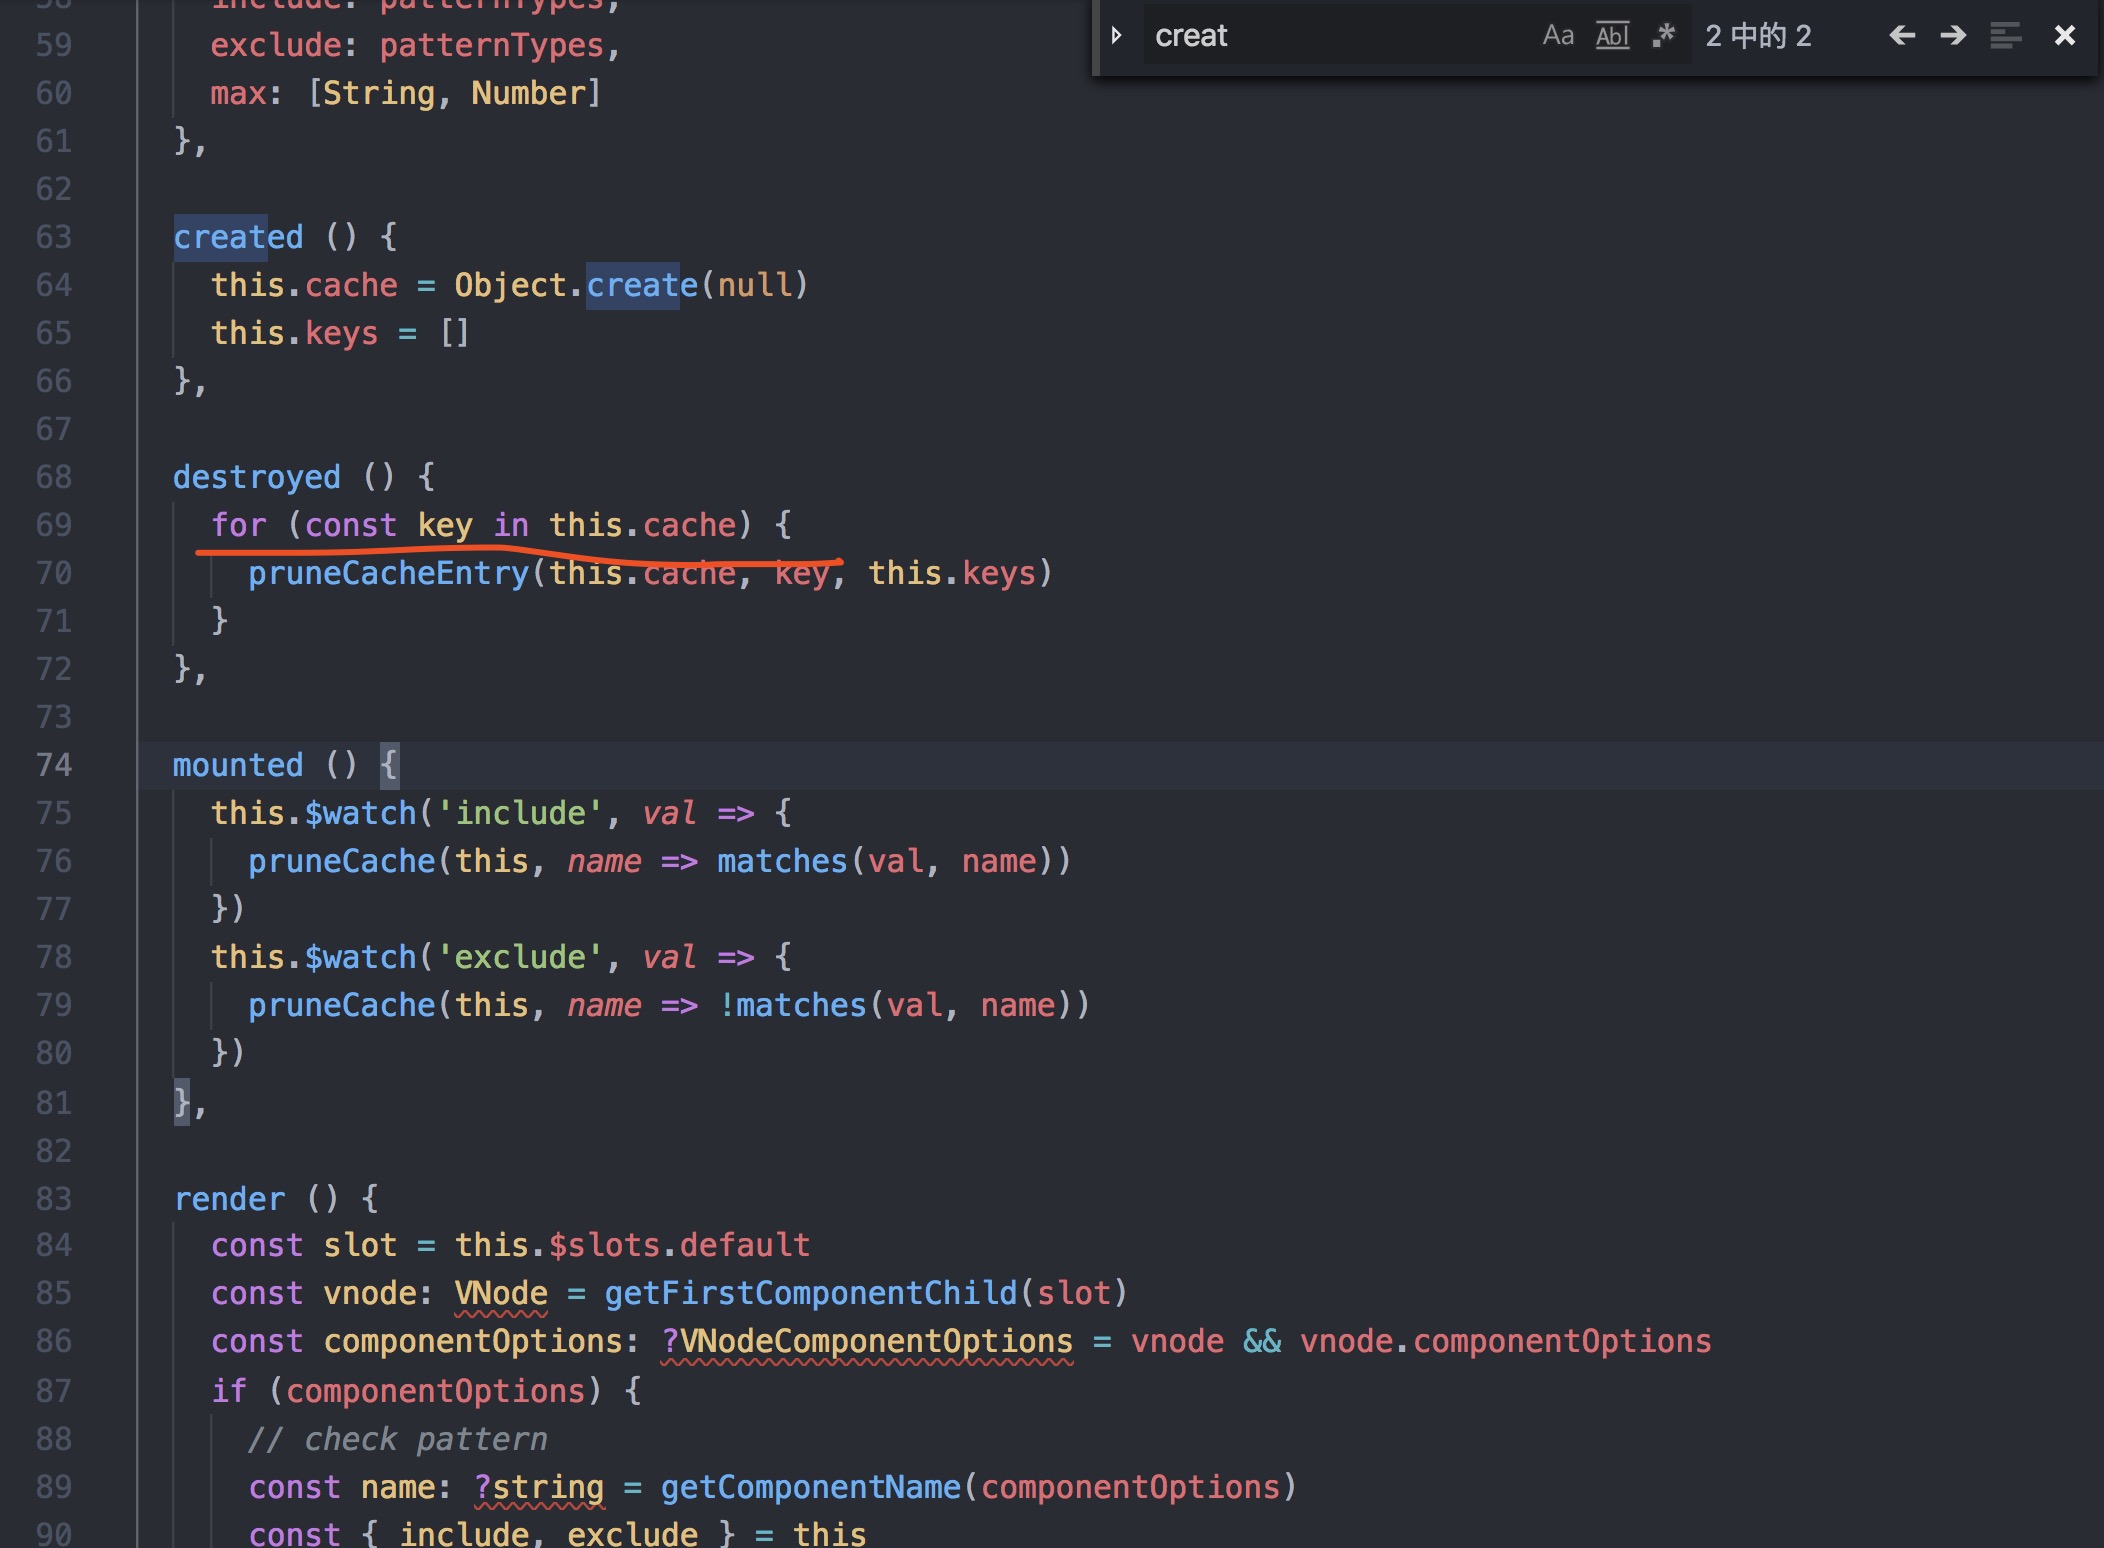 58 include: patternTypes,
creat Aa Abl .* 2 中的 2
59 exclude: patternTypes,
60 max: [String, Number]
61 },
62
63 created () {
64 this.cache = Object.create(null)
65 this.keys = []
66 },
67
68 destroyed () {
69 for (const key in this.cache) {
70 pruneCacheEntry(this.cache, key, this.keys)
71 }
72 },
73
74 mounted () {
75 this.$watch('include', val => {
76 pruneCache(this, name => matches(val, name))
77 })
78 this.$watch('exclude', val => {
79 pruneCache(this, name => !matches(val, name))
80 })
81 },
82
83 render () {
84 const slot = this.$slots.default
85 const vnode: VNode = getFirstComponentChild(slot)
86 const componentOptions: ?VNodeComponentOptions = vnode && vnode.componentOptions
87 if (componentOptions) {
88 // check pattern
89 const name: ?string = getComponentName(componentOptions)
90 const { include, exclude } = this